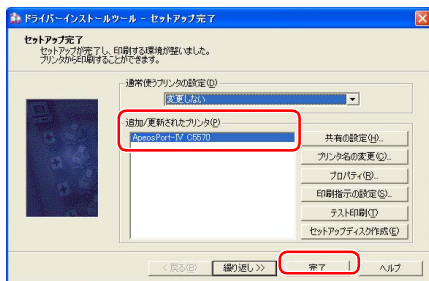 ドライバーインストールツール - セットアップ完了
セットアップ完了
セットアップが完了し、印刷する環境が整いました。
プリンタから印刷することができます。
通常使うプリンタの設定(D)
変更しない
追加/更新されたプリンタ(P)
ApeosPort-IV C5570
共有の設定(H)...
プリンタ名の変更(C)...
プロパティ(R)...
印刷指示の設定(S)...
テスト印刷(T)
セットアップディスク作成(E)
< 戻る(B)
繰り返し >>
完了
ヘルプ